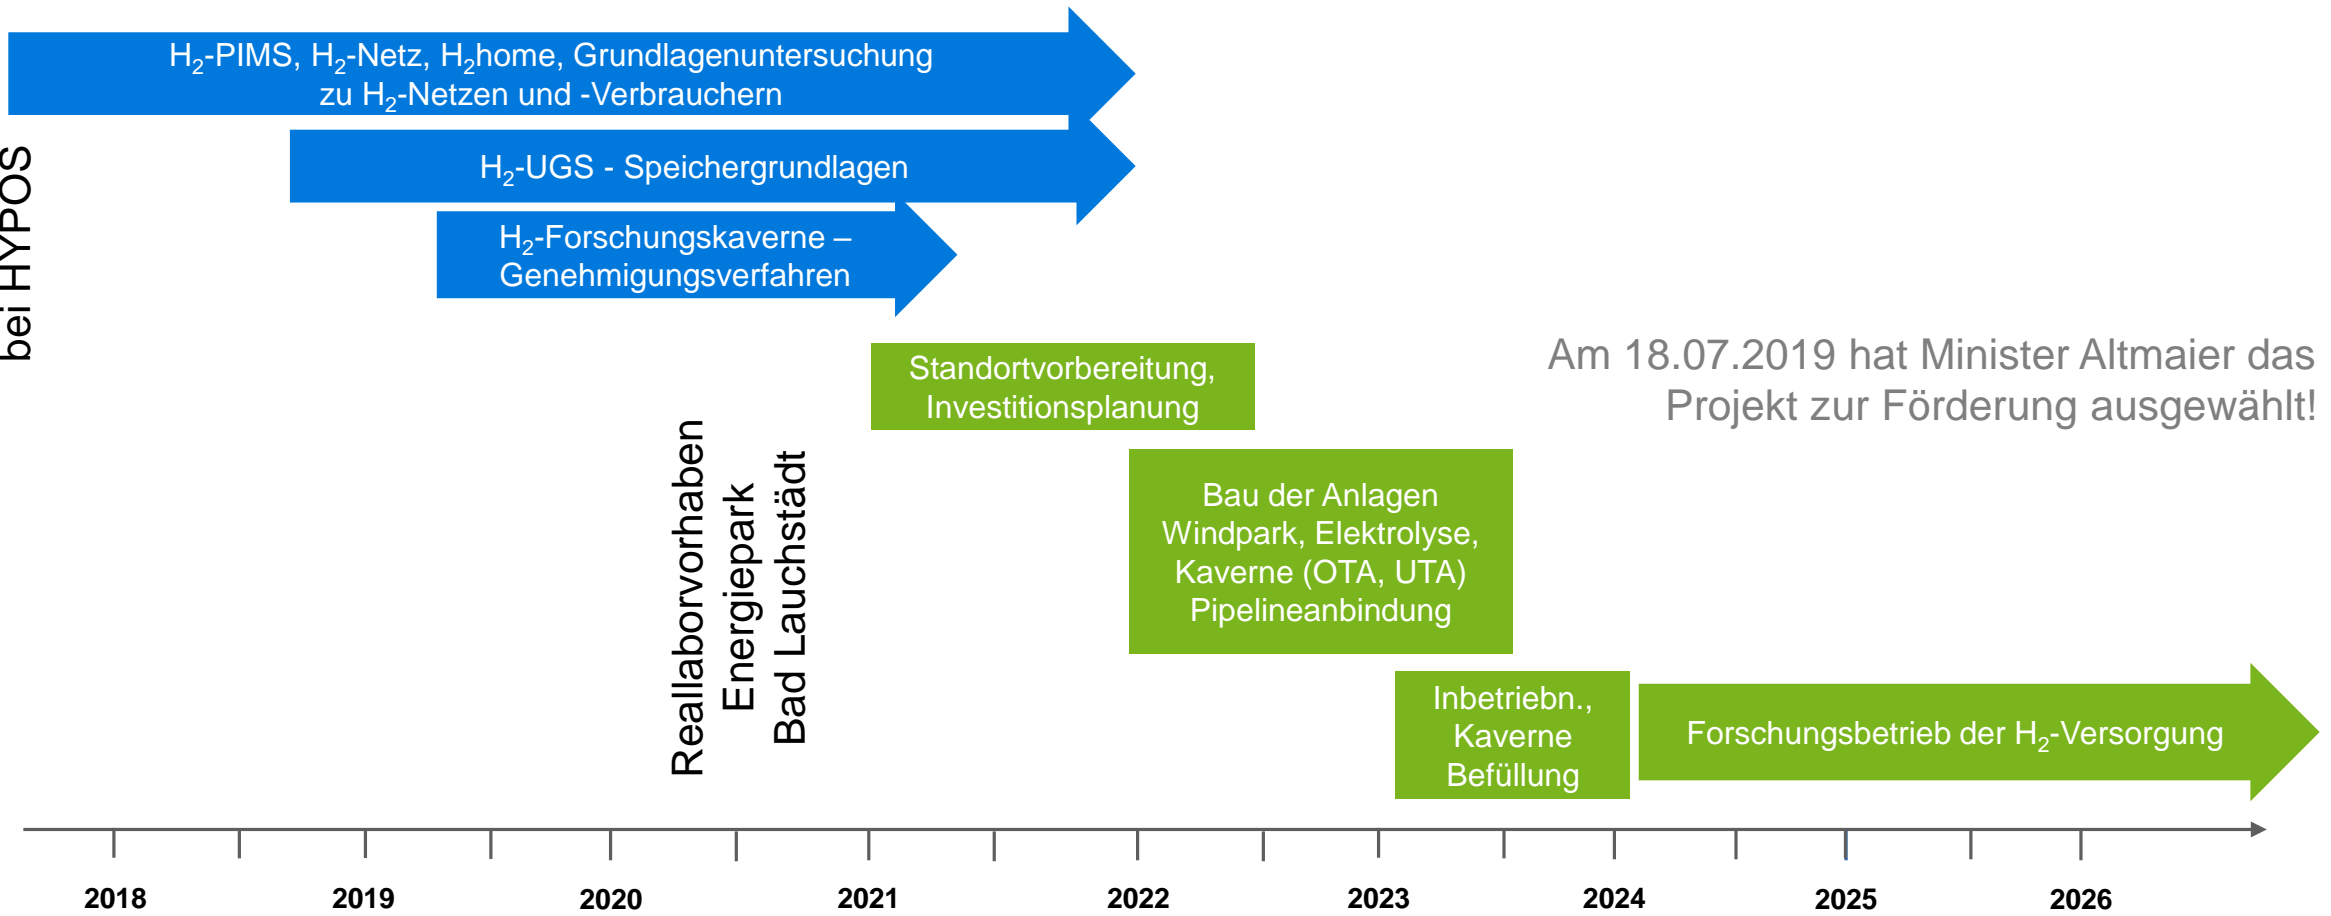 H₂-PIMS, H₂-Netz, H₂home, Grundlagenuntersuchung
zu H₂-Netzen und -Verbrauchern
H₂-UGS - Speichergrundlagen
bei HYPOS
H₂-Forschungskaverne –
Genehmigungsverfahren
Standortvorbereitung,
Investitionsplanung
Am 18.07.2019 hat Minister Altmaier das
Projekt zur Förderung ausgewählt!
Reallaborvorhaben
Energiepark
Bad Lauchstädt
Bau der Anlagen
Windpark, Elektrolyse,
Kaverne (OTA, UTA)
Pipelineanbindung
Inbetriebn.,
Kaverne
Befüllung
Forschungsbetrieb der H₂-Versorgung
2018 2019 2020 2021 2022 2023 2024 2025 2026